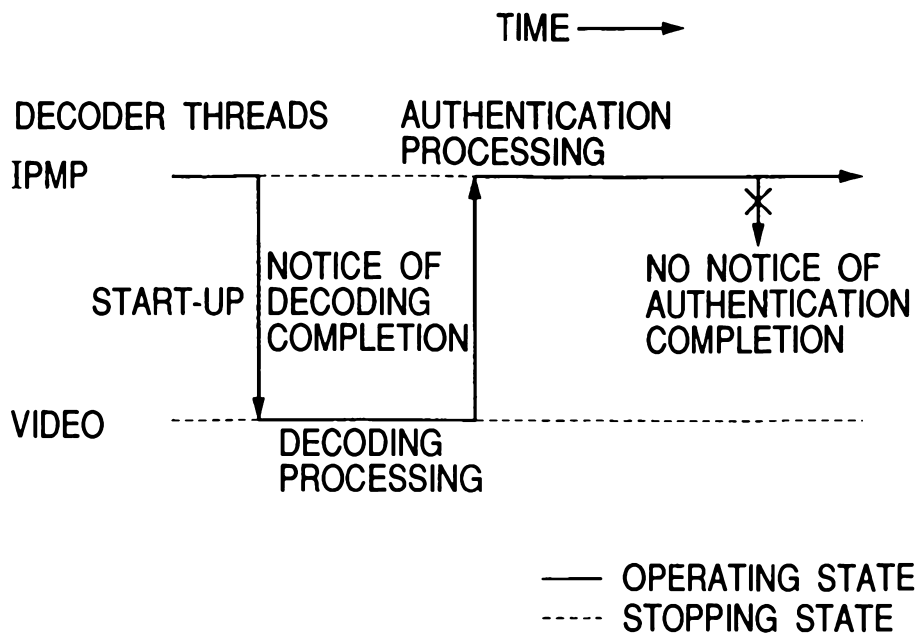 TIME
DECODER THREADS
AUTHENTICATION
PROCESSING
IPMP
START-UP
NOTICE OF
DECODING
COMPLETION
NO NOTICE OF
AUTHENTICATION
COMPLETION
VIDEO
DECODING
PROCESSING
OPERATING STATE
STOPPING STATE